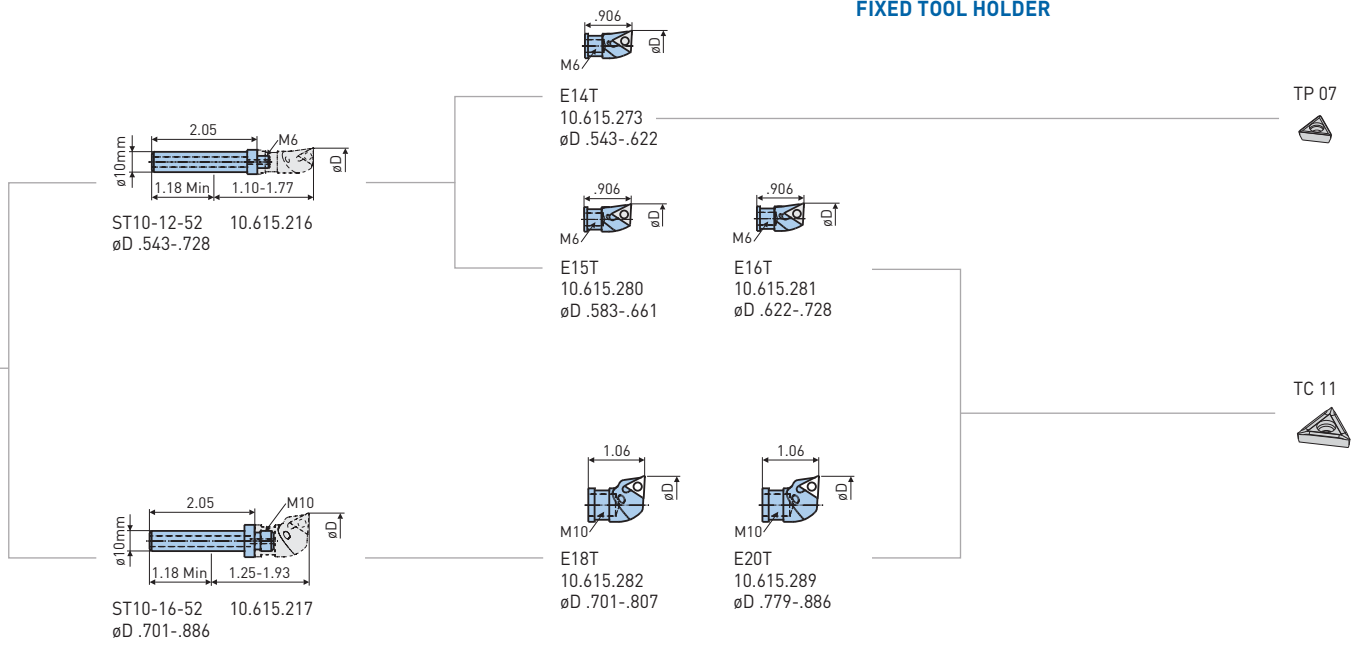 FIXED TOOL HOLDER
.906
øD
M6
E14T
10.615.273
øD .543-.622
TP 07
2.05
M6
ø10mm
øD
1.18 Min 1.10-1.77
ST10-12-52 10.615.216
øD .543-.728
.906
øD
M6
E15T
10.615.280
øD .583-.661
.906
øD
M6
E16T
10.615.281
øD .622-.728
TC 11
2.05
M10
ø10mm
øD
1.18 Min 1.25-1.93
ST10-16-52 10.615.217
øD .701-.886
1.06
øD
M10
E18T
10.615.282
øD .701-.807
1.06
øD
M10
E20T
10.615.289
øD .779-.886